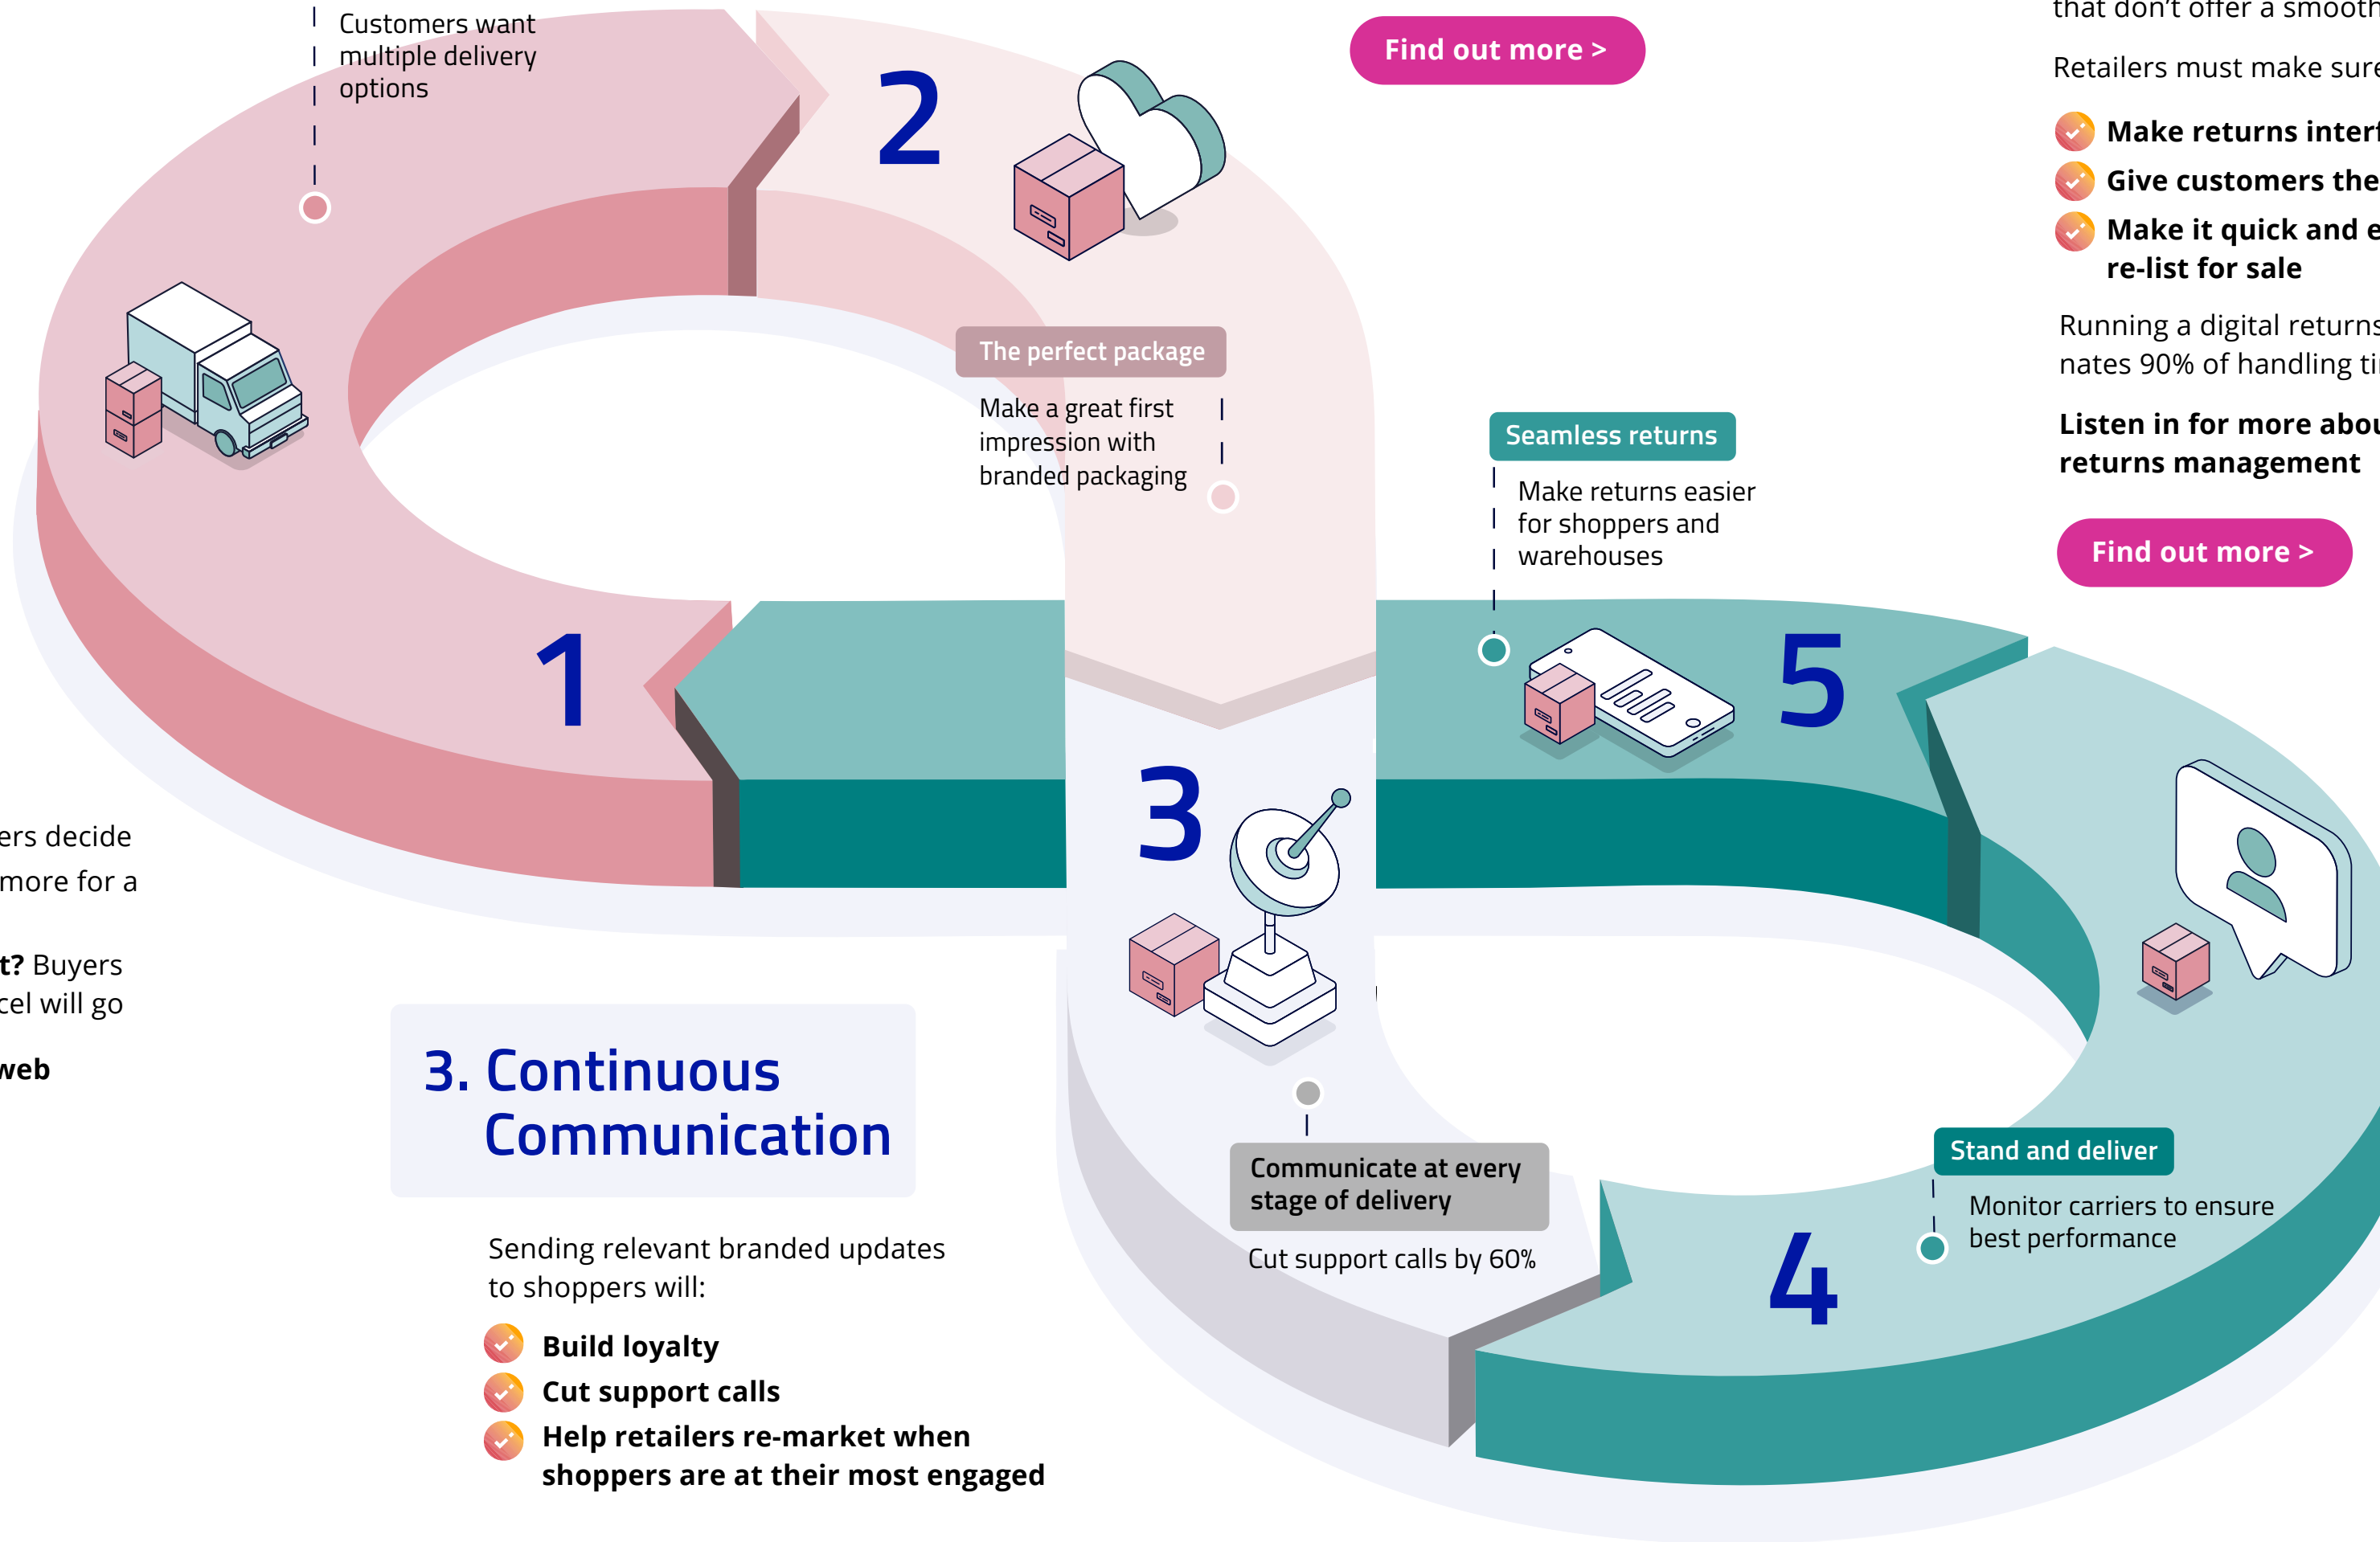 Customers want
multiple delivery
options
2
Find out more >
that don't offer a smooth
Retailers must make sure
Make returns interf
Give customers the
Make it quick and e
re-list for sale
Running a digital returns
nates 90% of handling ti
Listen in for more abou
returns management
Find out more >
The perfect package
Make a great first
impression with
branded packaging
Seamless returns
Make returns easier
for shoppers and
warehouses
1
5
3
ers decide
more for a
t? Buyers
cel will go
web
3. Continuous
Communication
Sending relevant branded updates
to shoppers will:
Build loyalty
Cut support calls
Help retailers re-market when
shoppers are at their most engaged
Communicate at every
stage of delivery
Cut support calls by 60%
4
Stand and deliver
Monitor carriers to ensure
best performance